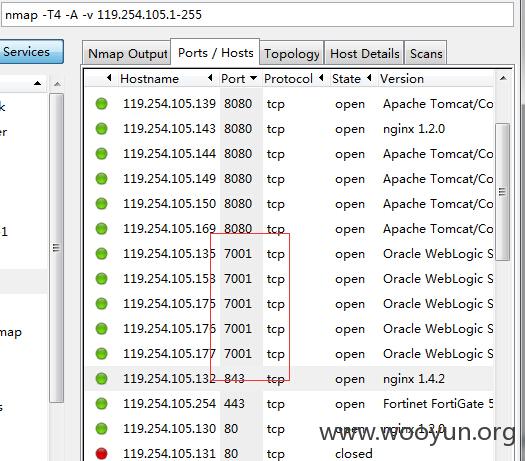 nmap -T4 -A -v 119.254.105.1-255
Services
Nmap Output Ports / Hosts Topology Host Details Scans
Hostname Port Protocol State Version
119.254.105.139 8080 tcp open Apache Tomcat/Co
119.254.105.143 8080 tcp open nginx 1.2.0
119.254.105.144 8080 tcp open Apache Tomcat/Co
119.254.105.149 8080 tcp open Apache Tomcat/Co
119.254.105.150 8080 tcp open Apache Tomcat/Co
119.254.105.169 8080 tcp open Apache Tomcat/Co
119.254.105.135 7001 tcp open Oracle WebLogic S
119.254.105.153 7001 tcp open Oracle WebLogic S
119.254.105.175 7001 tcp open Oracle WebLogic S
119.254.105.176 7001 tcp open Oracle WebLogic S
119.254.105.177 7001 tcp open Oracle WebLogic S
119.254.105.132 843 tcp open nginx 1.4.2
119.254.105.254 443 tcp open Fortinet FortiGate 5
119.254.105.130 80 tcp open nginx 1.2.0
119.254.105.131 80 tcp closed
k
er
-1
map
s
www.wooyun.org